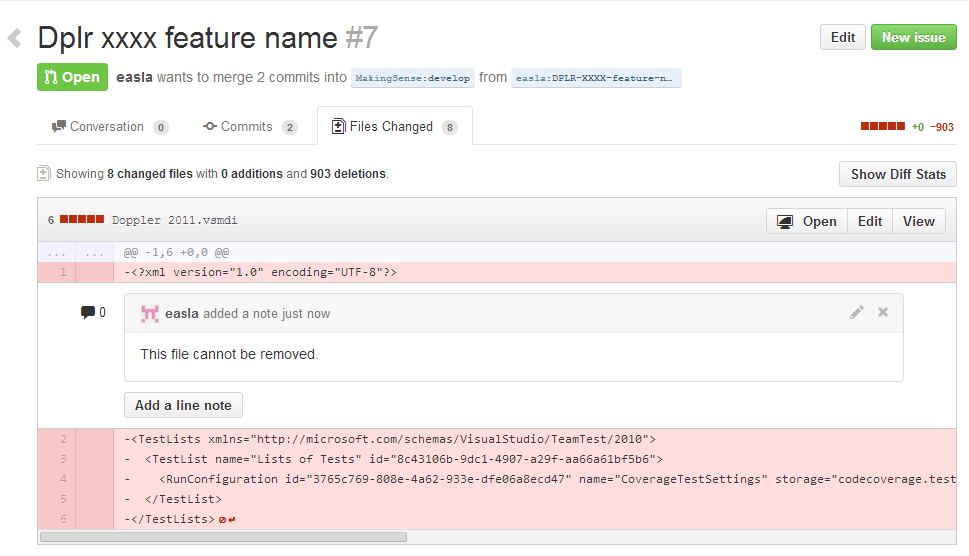 Dplr xxxx feature name #7
Edit New issue
Open easla wants to merge 2 commits into MakingSense:develop from easla:DPLR-XXXX-feature-n…
Conversation 0 Commits 2 Files Changed 8 +0 −903
Showing 8 changed files with 0 additions and 903 deletions.
Show Diff Stats
6 Doppler 2011.vsmdi Open Edit View
... ... @@ -1,6 +0,0 @@
1 -<?xml version="1.0" encoding="UTF-8"?>
0 easla added a note just now
This file cannot be removed.
Add a line note
2 -<TestLists xmlns="http://microsoft.com/schemas/VisualStudio/TeamTest/2010">
3 -  <TestList name="Lists of Tests" id="8c43106b-9dc1-4907-a29f-aa66a61bf5b6">
4 -    <RunConfiguration id="3765c769-808e-4a62-933e-dfe06a8ecd47" name="CoverageTestSettings" storage="codecoverage.test
5 -  </TestList>
6 -</TestLists>